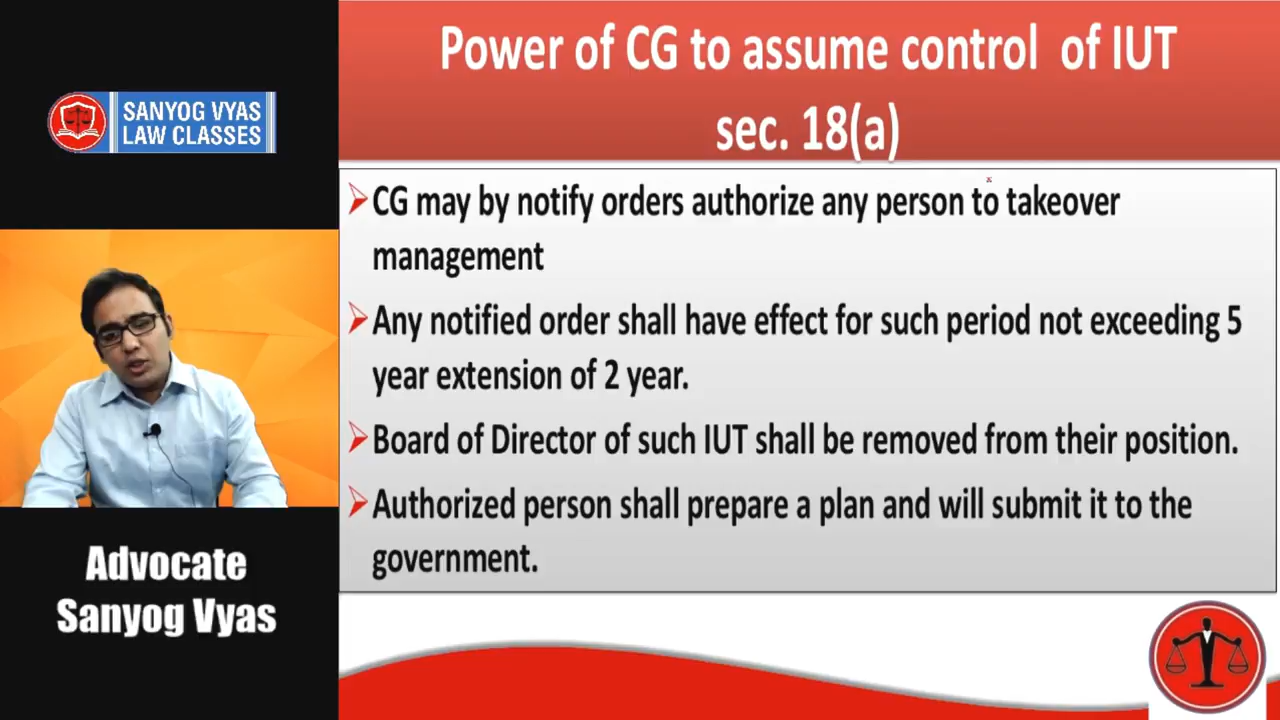 SANYOG VYAS
LAW CLASSES
Advocate
Sanyog Vyas
Power of CG to assume control of IUT
sec. 18(a)
CG may by notify orders authorize any person to takeover
management
Any notified order shall have effect for such period not exceeding 5
year extension of 2 year.
Board of Director of such IUT shall be removed from their position.
Authorized person shall prepare a plan and will submit it to the
government.